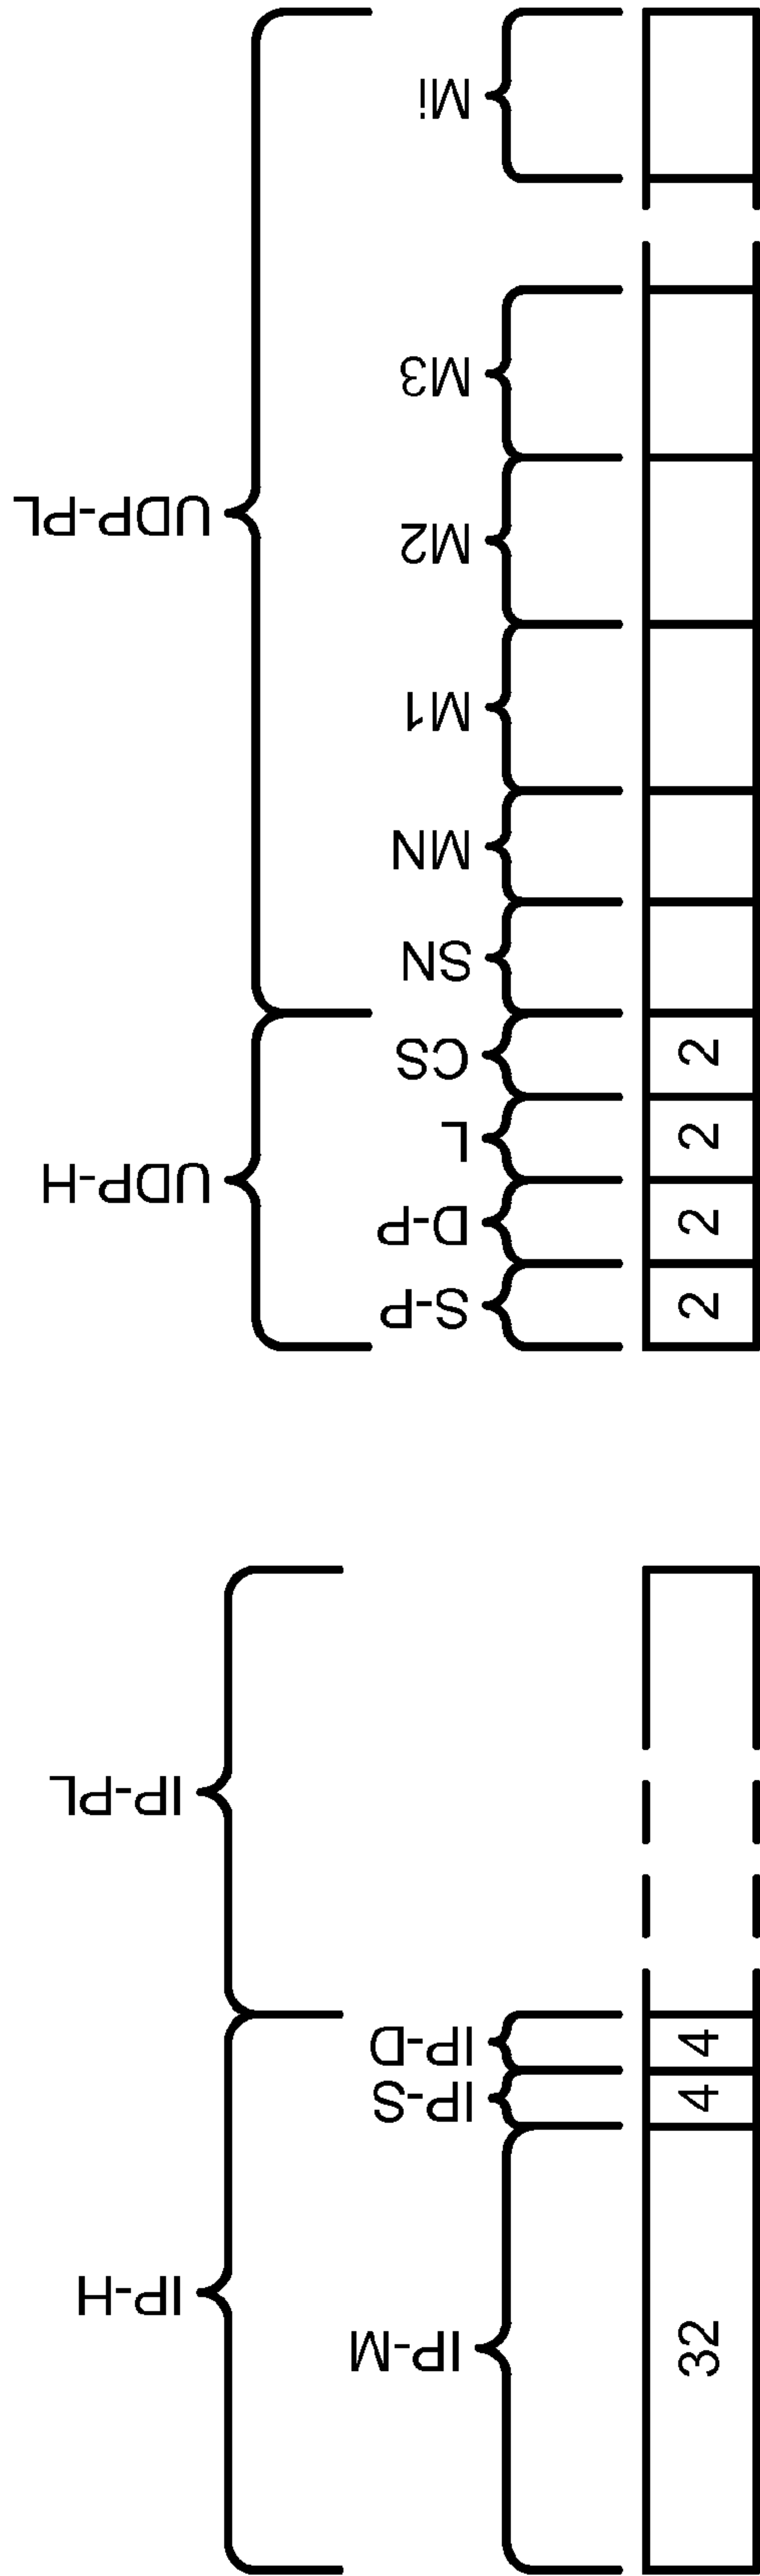 UDP-PL
Mi
M3
M2
M1
MN
SN
UDP-H
CS
L
D-P
S-P
2
2
2
2
IP-PL
IP-H
IP-D
IP-S
IP-M
4
4
32